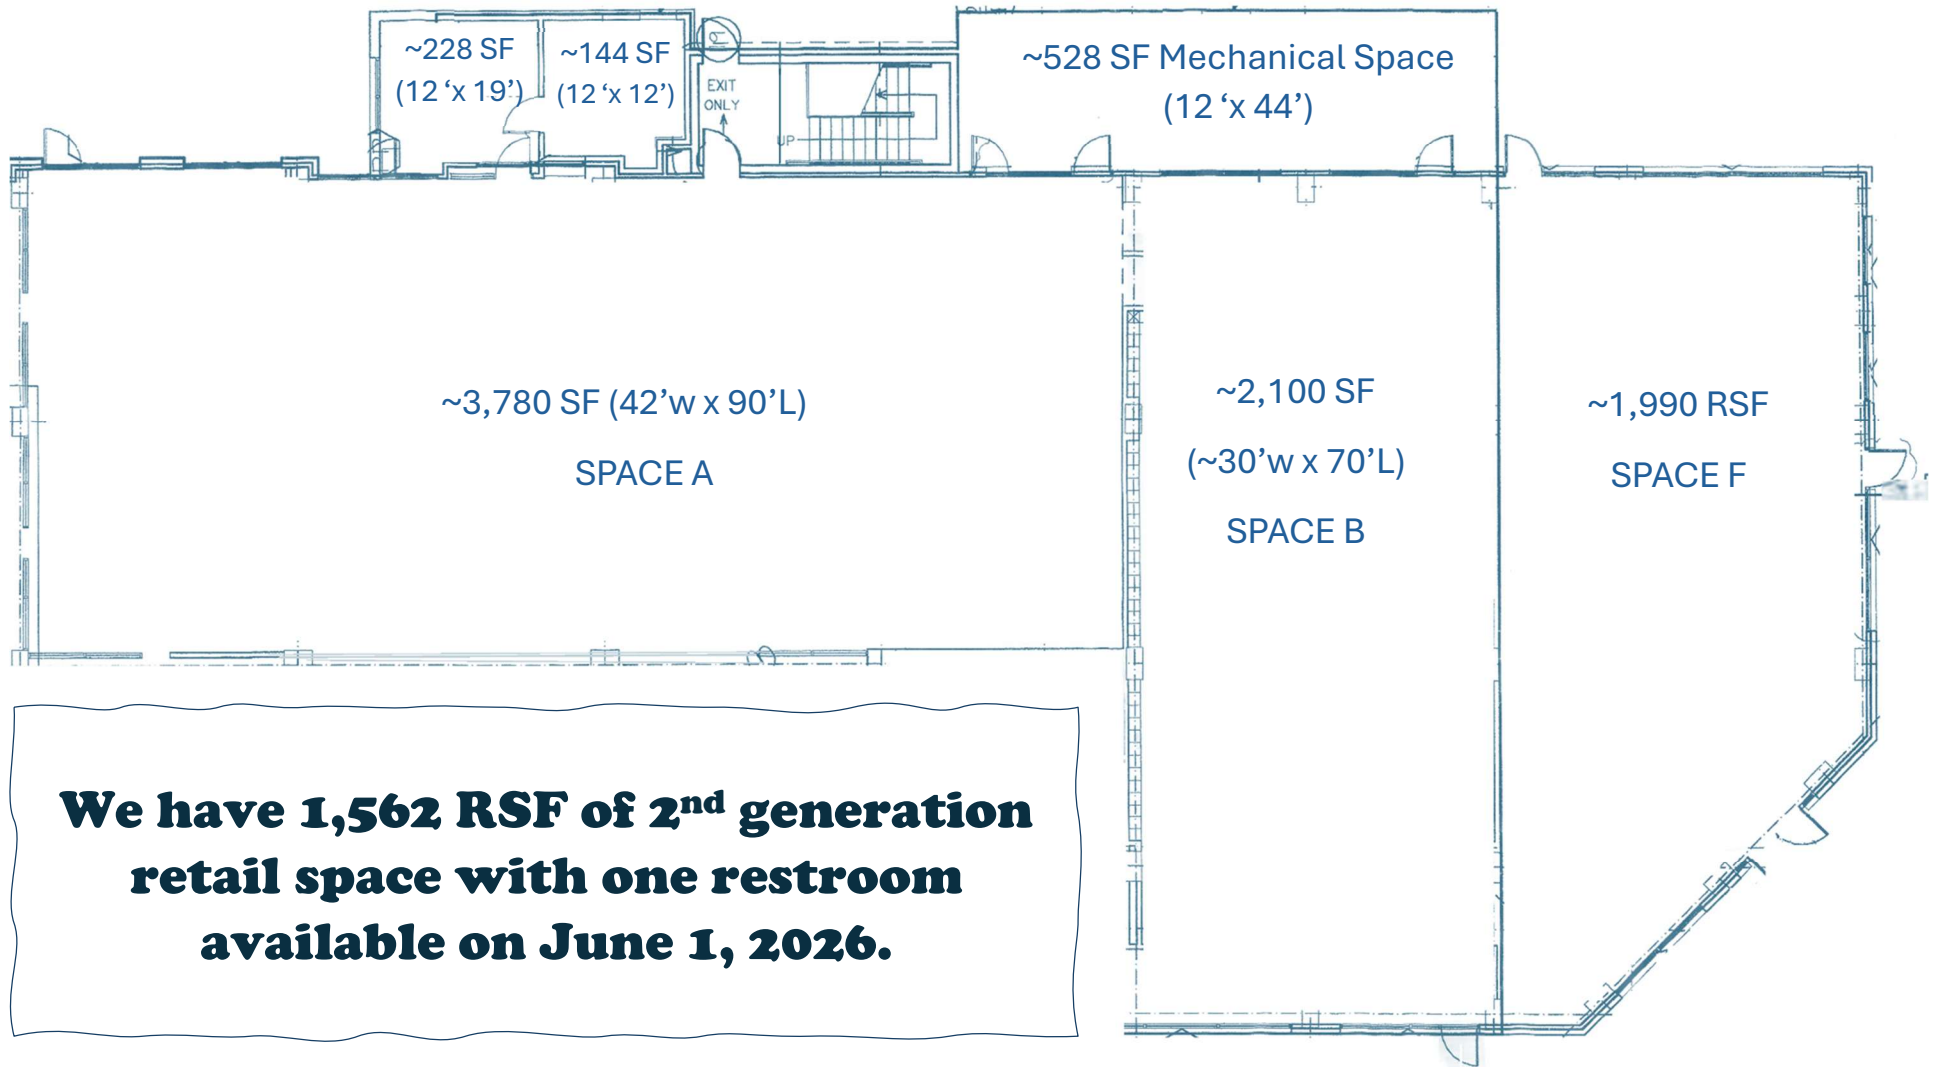 ~228 SF
(12 ‘x 19’)
~144 SF
(12 ‘x 12’)
EXIT
ONLY
UP
~528 SF Mechanical Space
(12 ‘x 44’)
~3,780 SF (42’w x 90’L)
SPACE A
~2,100 SF
(~30’w x 70’L)
SPACE B
~1,990 RSF
SPACE F
We have 1,562 RSF of 2nd generation
retail space with one restroom
available on June 1, 2026.